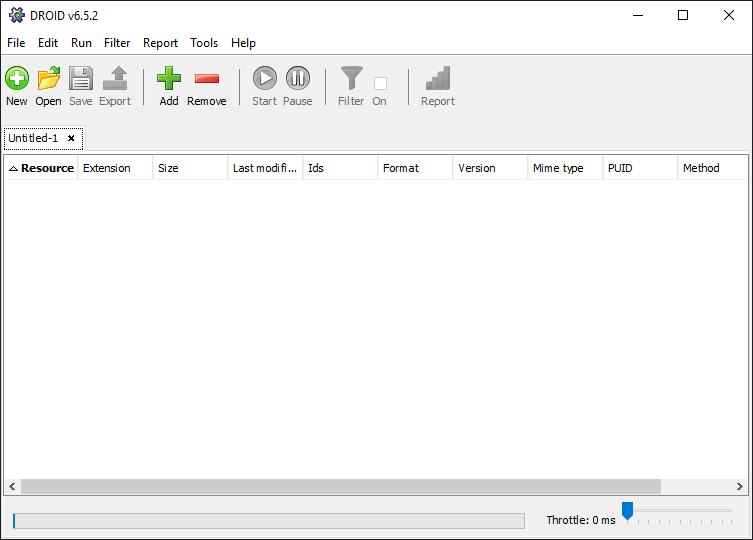 DROID v6.5.2
File Edit Run Filter Report Tools Help
New Open Save Export Add Remove Start Pause Filter On Report
Untitled-1
Resource Extension Size Last modifi... Ids Format Version Mime type PUID Method
Throttle: 0 ms